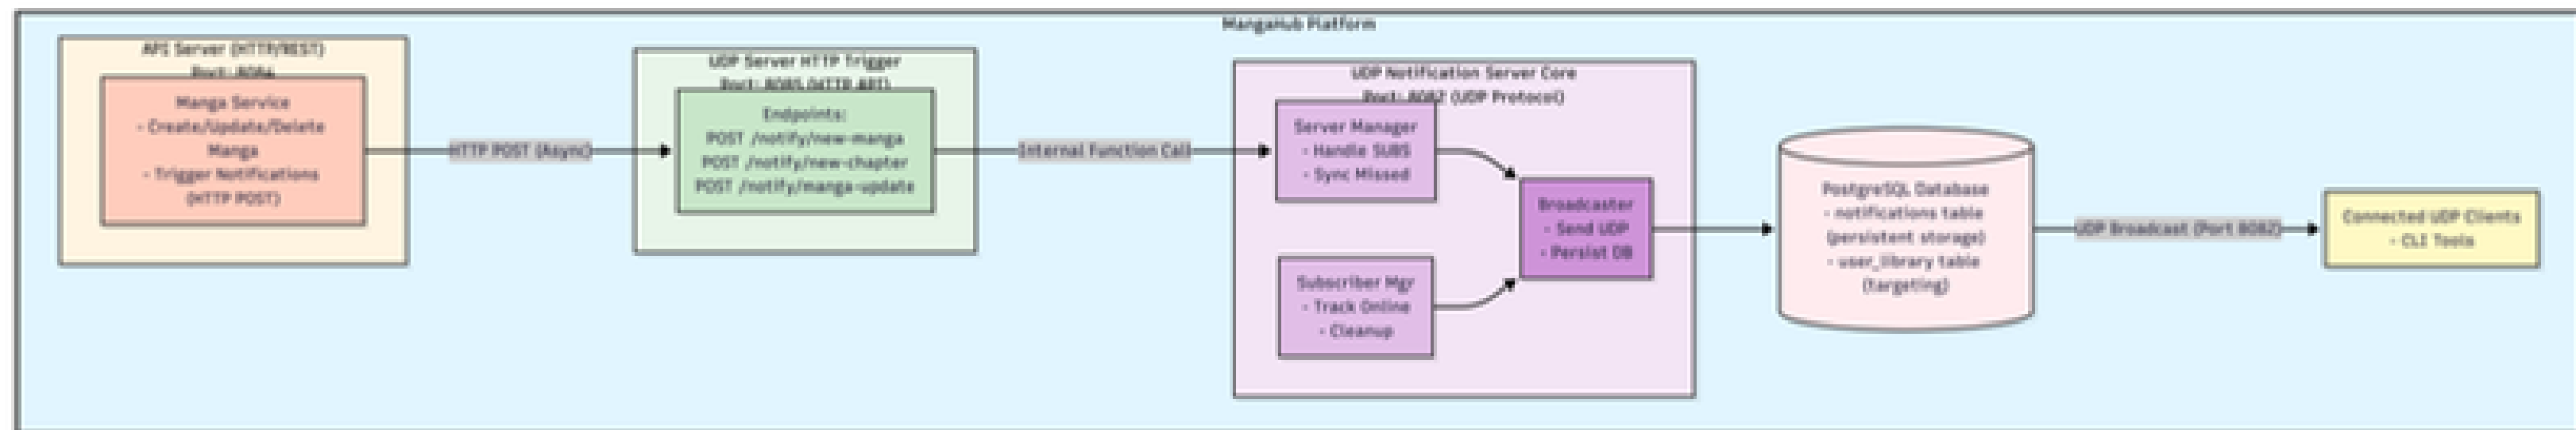 MangaHub Platform
API Server (HTTP/REST)
Port: 8084
Manga Service
- Create/Update/Delete
Manga
- Trigger Notifications
(HTTP POST)
HTTP POST (Async)
UDP Server HTTP Trigger
Port: 8085 (HTTP API)
Endpoints:
POST /notify/new-manga
POST /notify/new-chapter
POST /notify/manga-update
Internal Function Call
UDP Notification Server Core
Port: 8082 (UDP Protocol)
Server Manager
- Handle SUBS
- Sync Missed
Subscriber Mgr
- Track Online
- Cleanup
Broadcaster
- Send UDP
- Persist DB
PostgreSQL Database
- notifications table
(persistent storage)
- user_library table
(targeting)
UDP Broadcast (Port 8082)
Connected UDP Clients
- CLI Tools